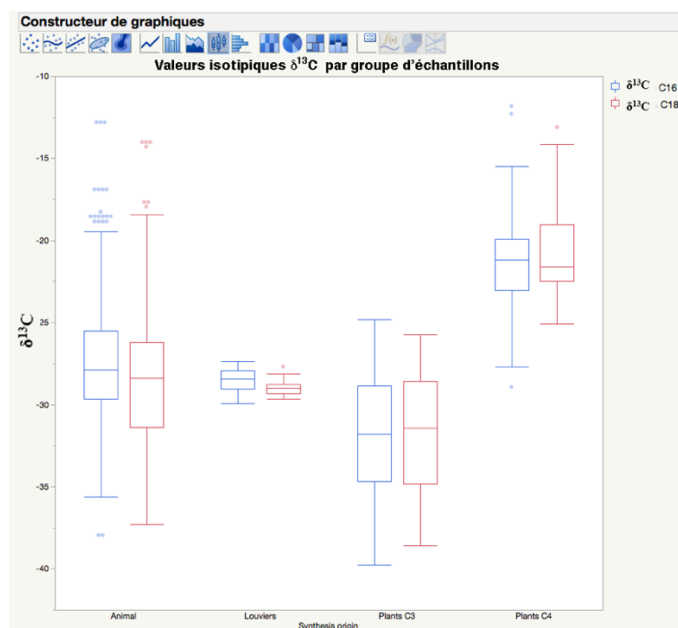 Constructeur de graphiques
Valeurs isotipiques δ¹³C par groupe d'échantillons
δ¹³C C16
δ¹³C C18
-10
-15
-20
25
-30
-35
-40
δ¹³C
Animal
Louviers
Plants C3
Plants C4
Synthesis origin